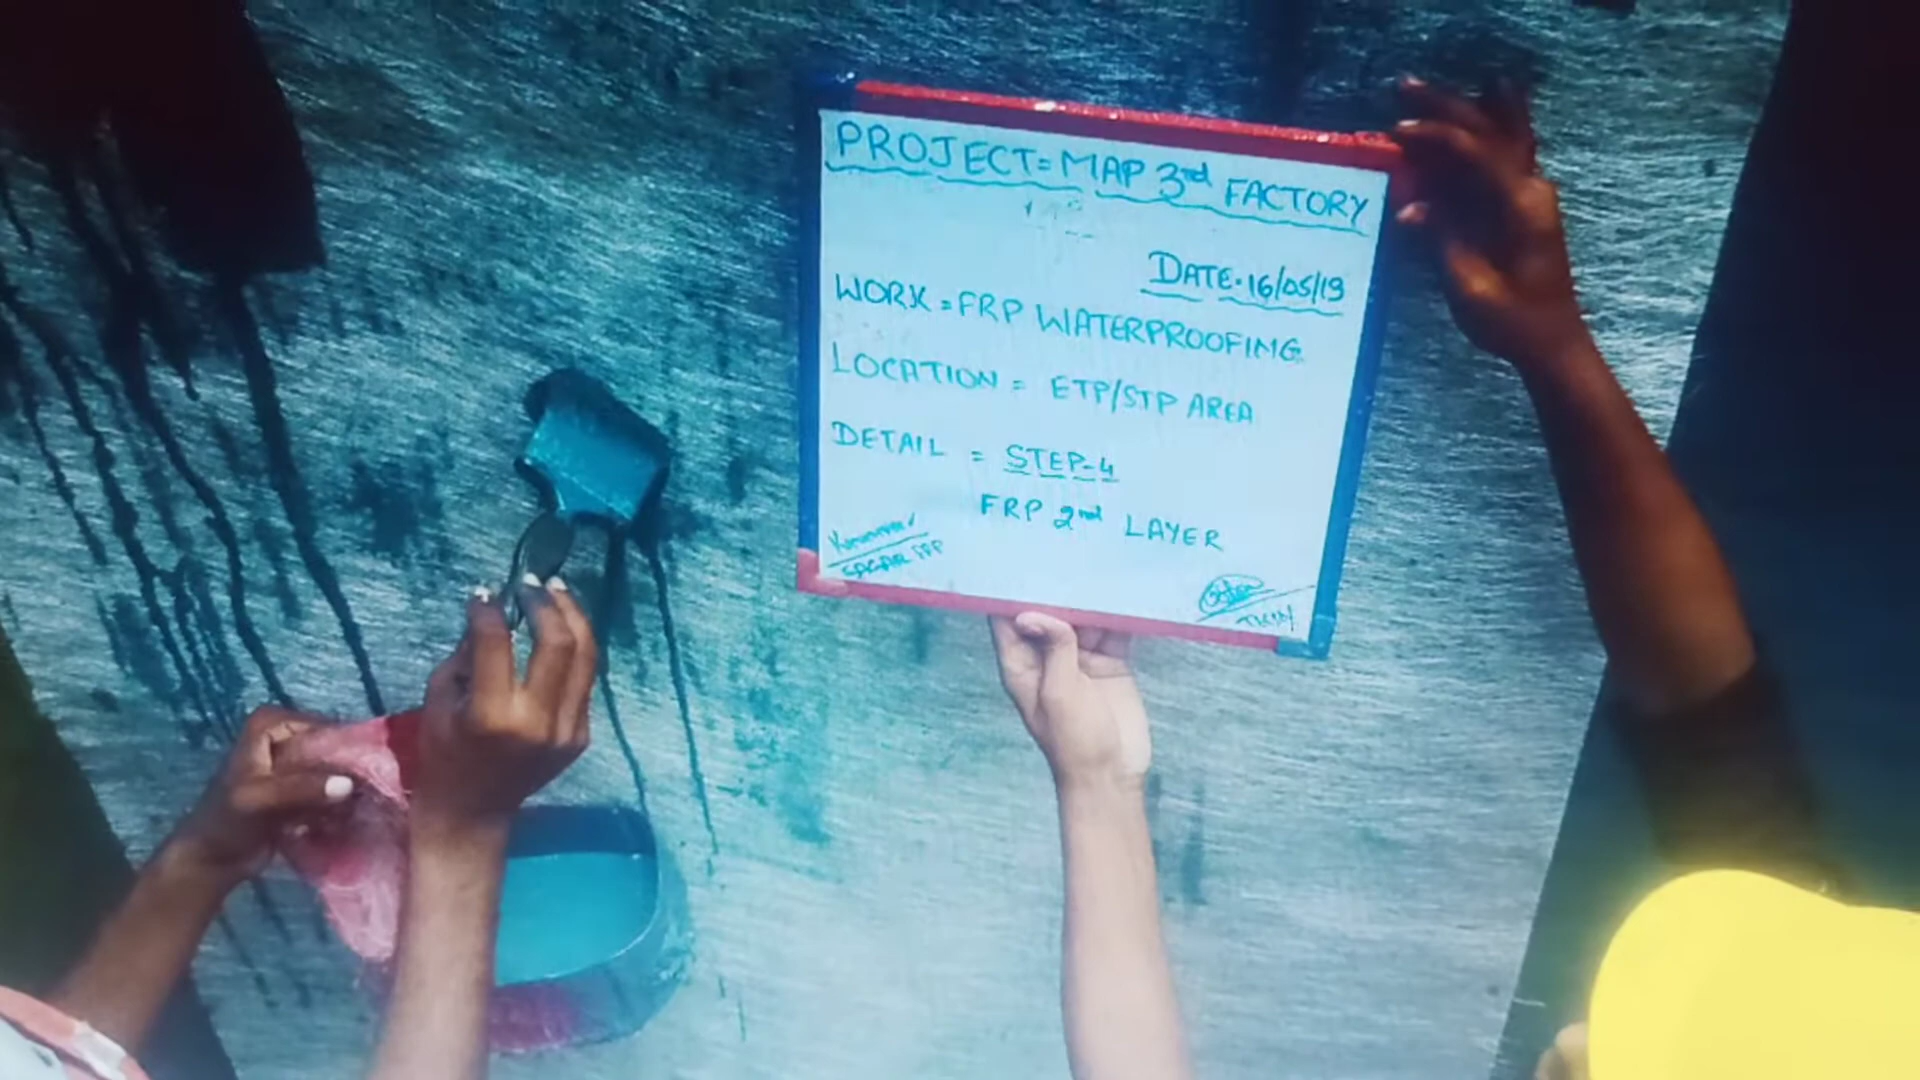 PROJECT = MAP 3rd FACTORY
DATE. 16/05/19
WORK = FRP WATERPROOFING
LOCATION = ETP/STP AREA
DETAIL = STEP-4
FRP 2nd LAYER
SAGAR